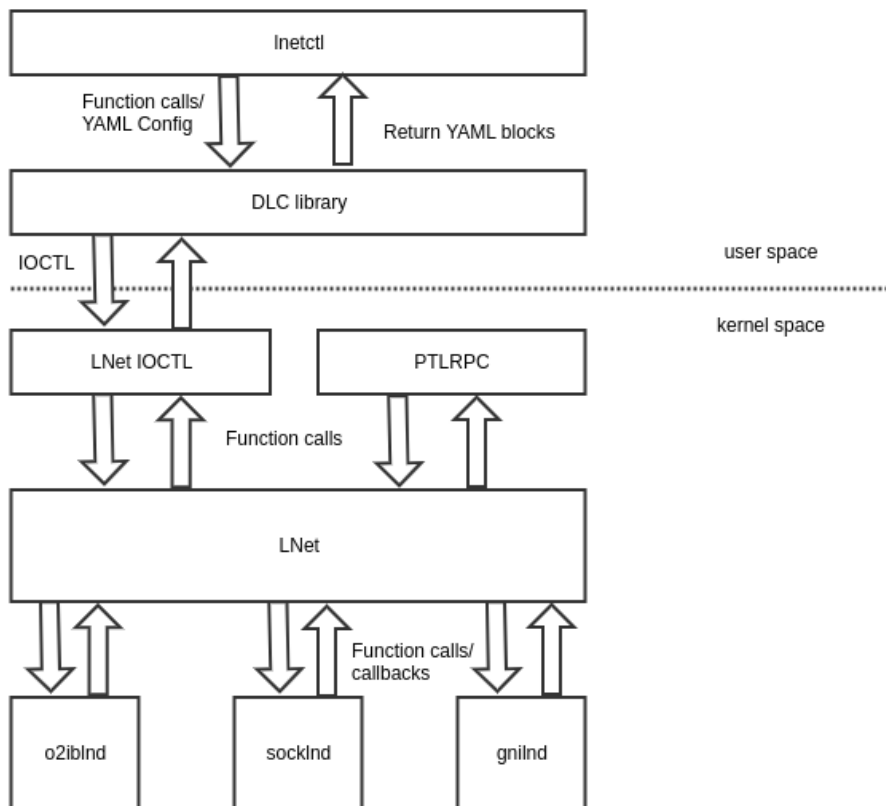 lnetctl
Function calls/
YAML Config
Return YAML blocks
DLC library
IOCTL
user space
kernel space
LNet IOCTL
PTLRPC
Function calls
LNet
Function calls/
callbacks
o2iblnd
socklnd
gnilnd